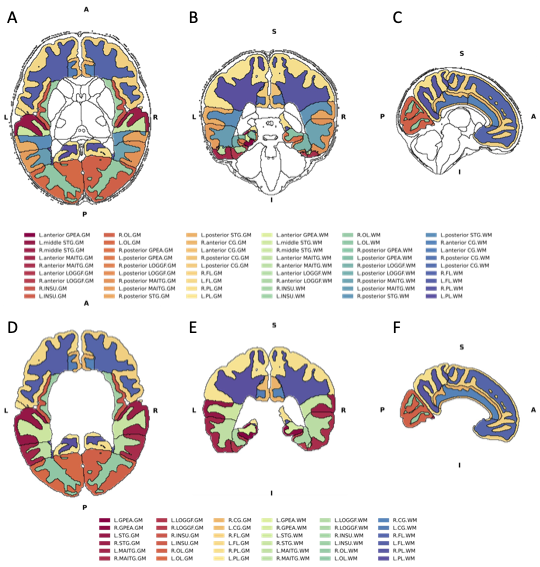 A
B
C
A
S
S
L
R
L
R
P
A
P
I
I
L.anterior GPEA.GM
L.middle STG.GM
R.middle STG.GM
L.anterior MAITG.GM
R.anterior MAITG.GM
L.anterior LOGGF.GM
R.anterior LOGGF.GM
R.INSU.GM
L.INSU.GM
R.OL.GM
L.OL.GM
R.posterior GPEA.GM
L.posterior GPEA.GM
R.posterior LOGGF.GM
L.posterior LOGGF.GM
L.posterior MAITG.GM
R.posterior MAITG.GM
R.posterior STG.GM
L.posterior STG.GM
R.anterior CG.GM
L.anterior CG.GM
R.posterior CG.GM
L.posterior CG.GM
R.FL.GM
L.FL.GM
R.PL.GM
L.PL.GM
L.anterior GPEA.WM
L.middle STG.WM
R.middle STG.WM
L.anterior MAITG.WM
R.anterior MAITG.WM
L.anterior LOGGF.WM
R.anterior LOGGF.WM
R.INSU.WM
L.INSU.WM
R.OL.WM
L.OL.WM
R.posterior GPEA.WM
L.posterior GPEA.WM
R.posterior LOGGF.WM
L.posterior LOGGF.WM
L.posterior MAITG.WM
R.posterior MAITG.WM
R.posterior STG.WM
L.posterior STG.WM
R.anterior CG.WM
L.anterior CG.WM
R.posterior CG.WM
L.posterior CG.WM
R.FL.WM
L.FL.WM
R.PL.WM
L.PL.WM
A
D
E
F
S
S
L
R
L
R
P
A
P
I
I
L.GPEA.GM
R.GPEA.GM
L.STG.GM
R.STG.GM
L.MAITG.GM
R.MAITG.GM
L.LOGGF.GM
R.LOGGF.GM
R.INSU.GM
L.INSU.GM
R.OL.GM
L.OL.GM
R.CG.GM
L.CG.GM
R.FL.GM
L.FL.GM
R.PL.GM
L.PL.GM
L.GPEA.WM
R.GPEA.WM
L.STG.WM
R.STG.WM
L.MAITG.WM
R.MAITG.WM
L.LOGGF.WM
R.LOGGF.WM
R.INSU.WM
L.INSU.WM
R.OL.WM
L.OL.WM
R.CG.WM
L.CG.WM
R.FL.WM
L.FL.WM
R.PL.WM
L.PL.WM